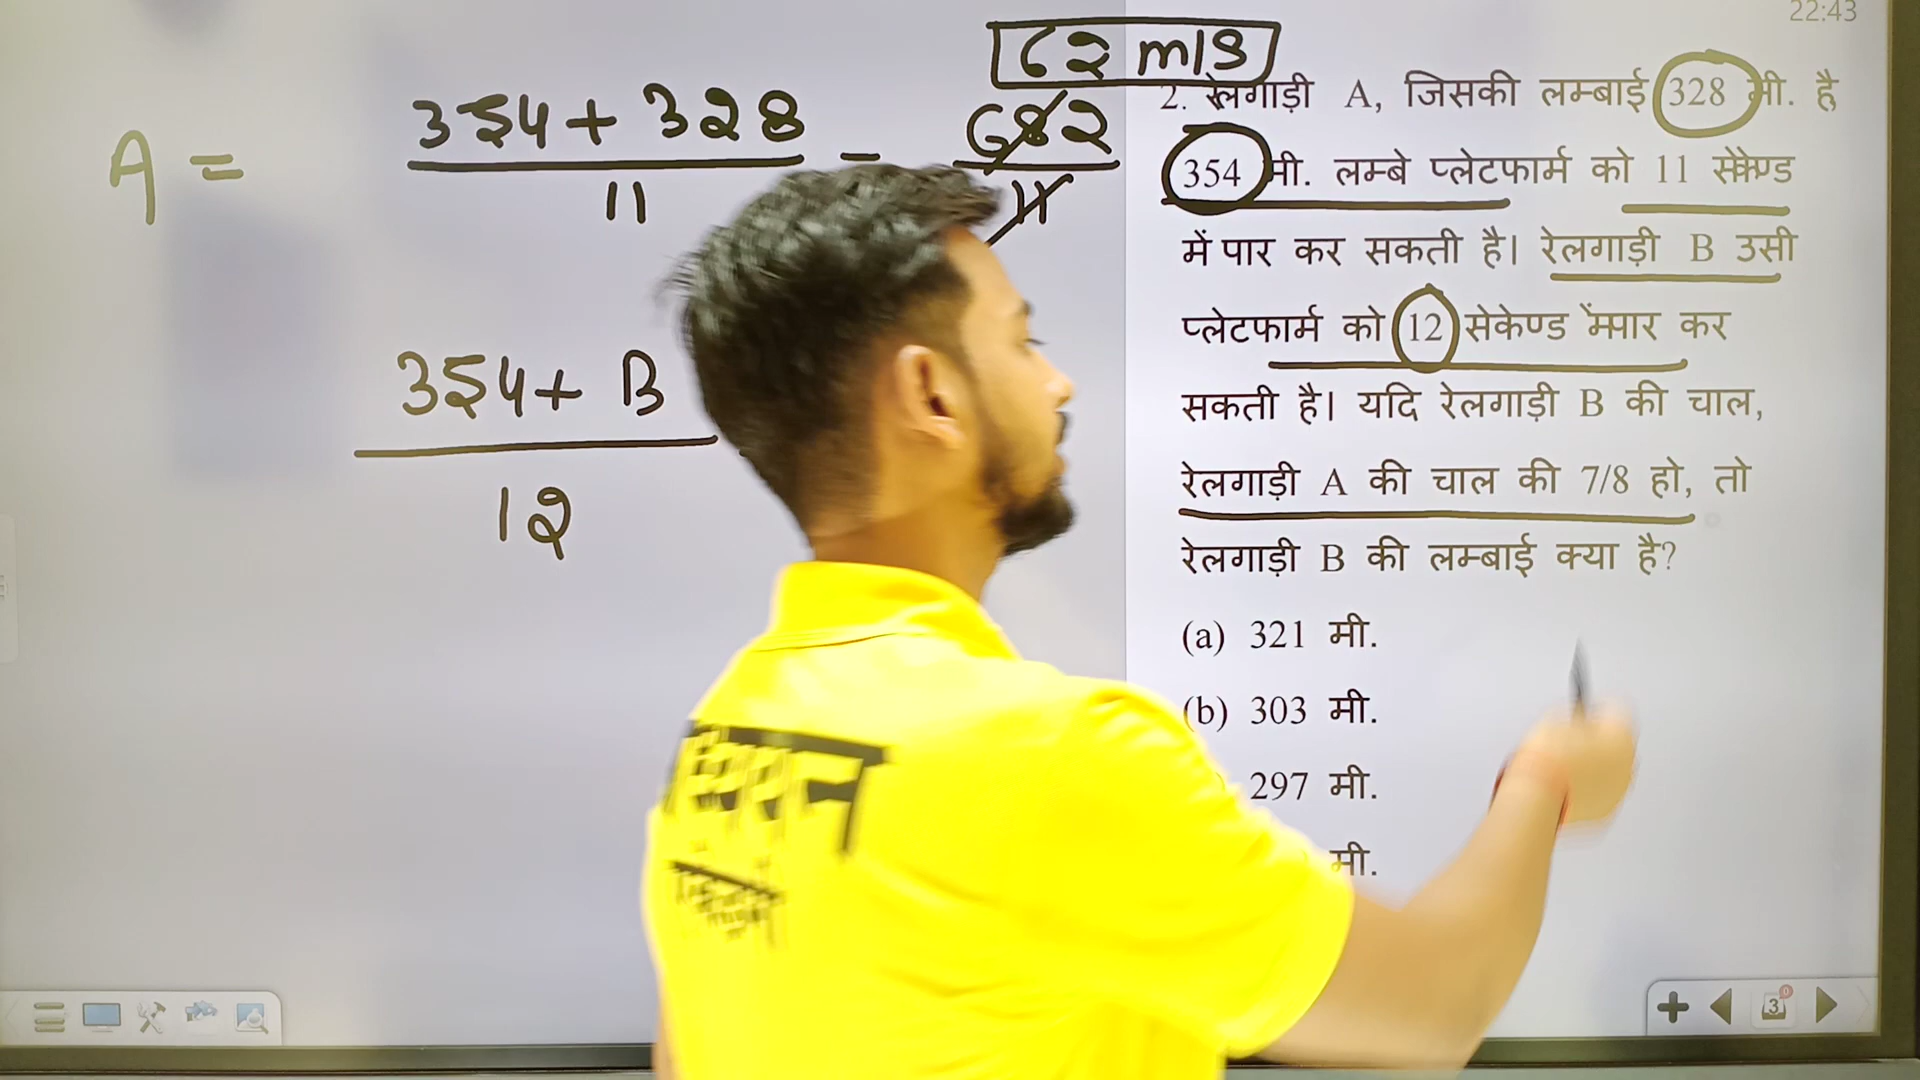 22:43
62 m/s
A = 354 + 328 / 11 = 682 / 11
354 + B / 12
2. रेलगाड़ी A, जिसकी लम्बाई 328 मी. है
354 मी. लम्बे प्लेटफार्म को 11 सेकेण्ड
में पार कर सकती है। रेलगाड़ी B उसी
प्लेटफार्म को 12 सेकेण्ड में पार कर
सकती है। यदि रेलगाड़ी B की चाल,
रेलगाड़ी A की चाल की 7/8 हो, तो
रेलगाड़ी B की लम्बाई क्या है?
(a) 321 मी.
(b) 303 मी.
297 मी.
मी.
3